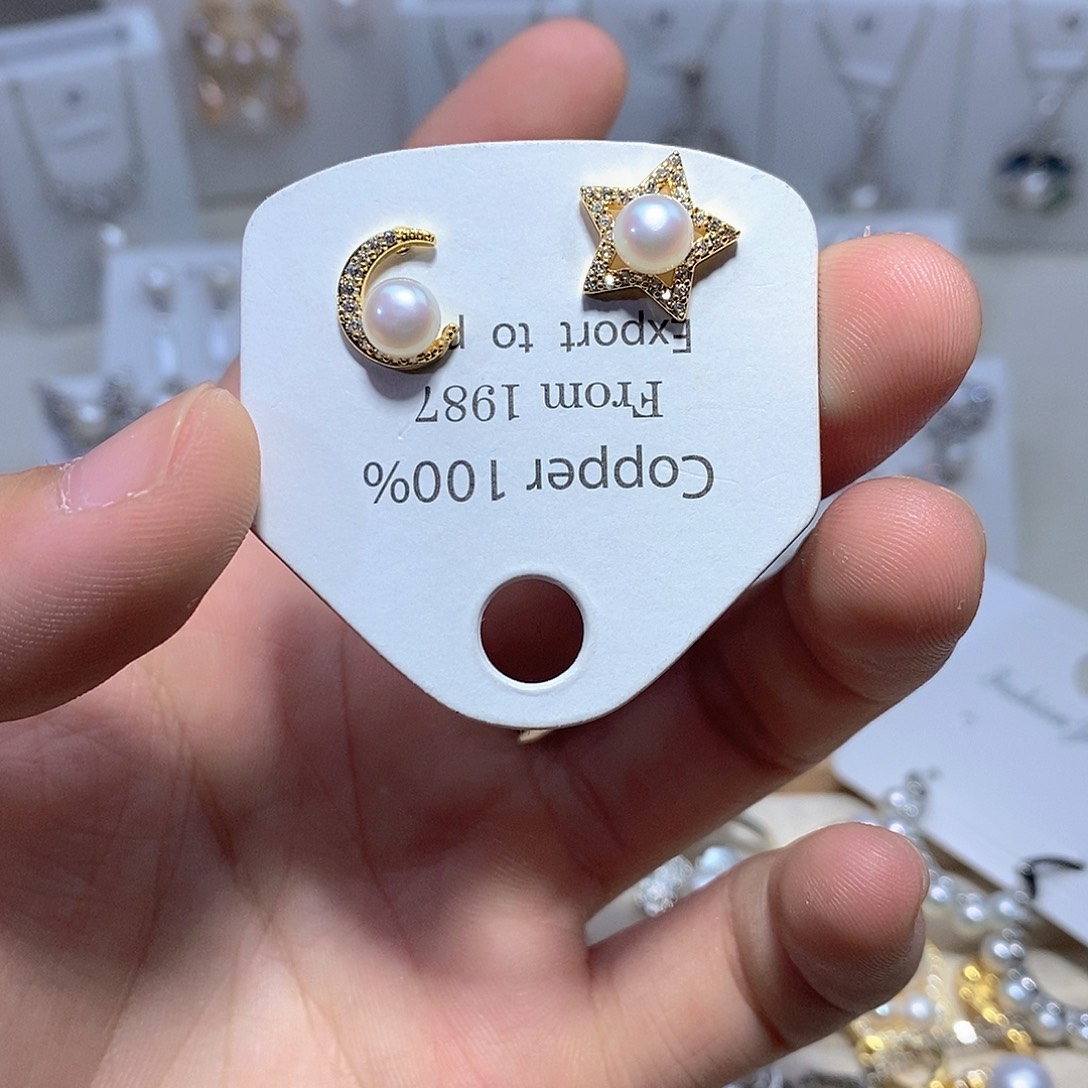 Copper 100%
From 1987
Export to